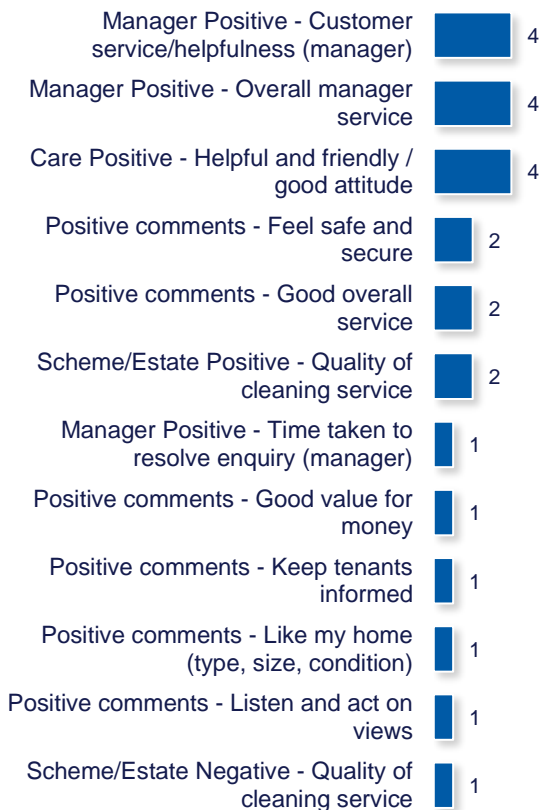 Manager Positive - Customer
service/helpfulness (manager)
4
Manager Positive - Overall manager
service
4
Care Positive - Helpful and friendly /
good attitude
4
Positive comments - Feel safe and
secure
2
Positive comments - Good overall
service
2
Scheme/Estate Positive - Quality of
cleaning service
2
Manager Positive - Time taken to
resolve enquiry (manager)
1
Positive comments - Good value for
money
1
Positive comments - Keep tenants
informed
1
Positive comments - Like my home
(type, size, condition)
1
Positive comments - Listen and act on
views
1
Scheme/Estate Negative - Quality of
cleaning service
1